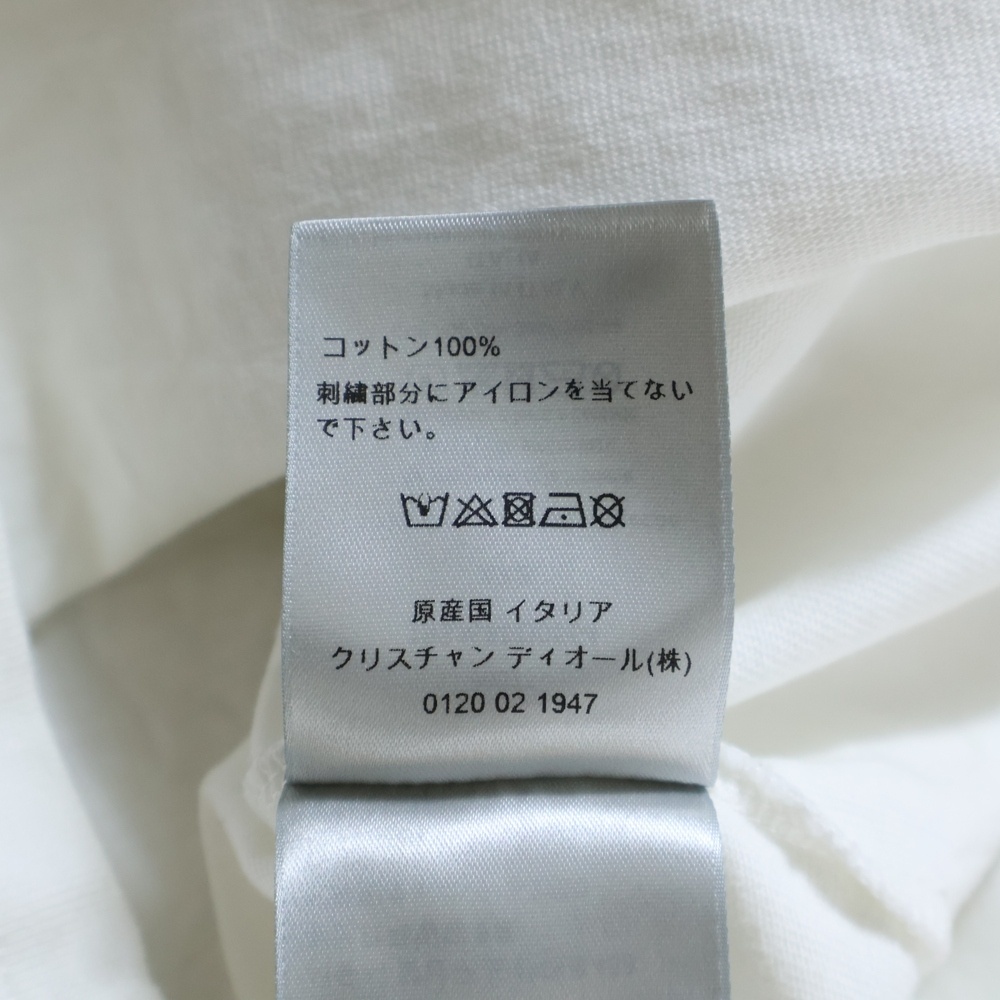 コットン100%
刺繍部分にアイロンを当てない
で下さい。
原産国 イタリア
クリスチャン ディオール(株)
0120 02 1947